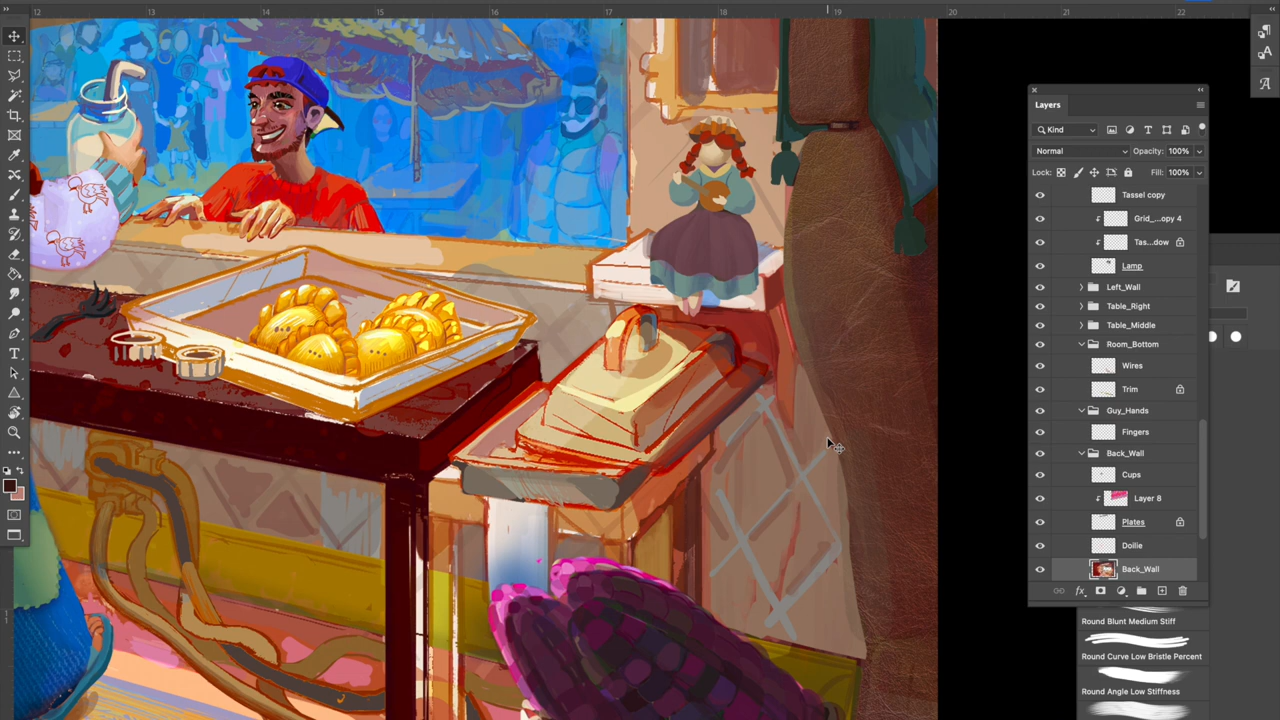 12 13 14 15 16 17 18 19 20 21 22
Layers
Kind
Normal Opacity: 100%
Lock: Fill: 100%
Tassel copy
Grid_...opy 4
Tas...dow
Lamp
Left_Wall
Table_Right
Table_Middle
Room_Bottom
Wires
Trim
Guy_Hands
Fingers
Back_Wall
Cups
Layer 8
Plates
Dollie
Back_Wall
fx
Round Blunt Medium Stiff
Round Curve Low Bristle Percent
Round Angle Low Stiffness